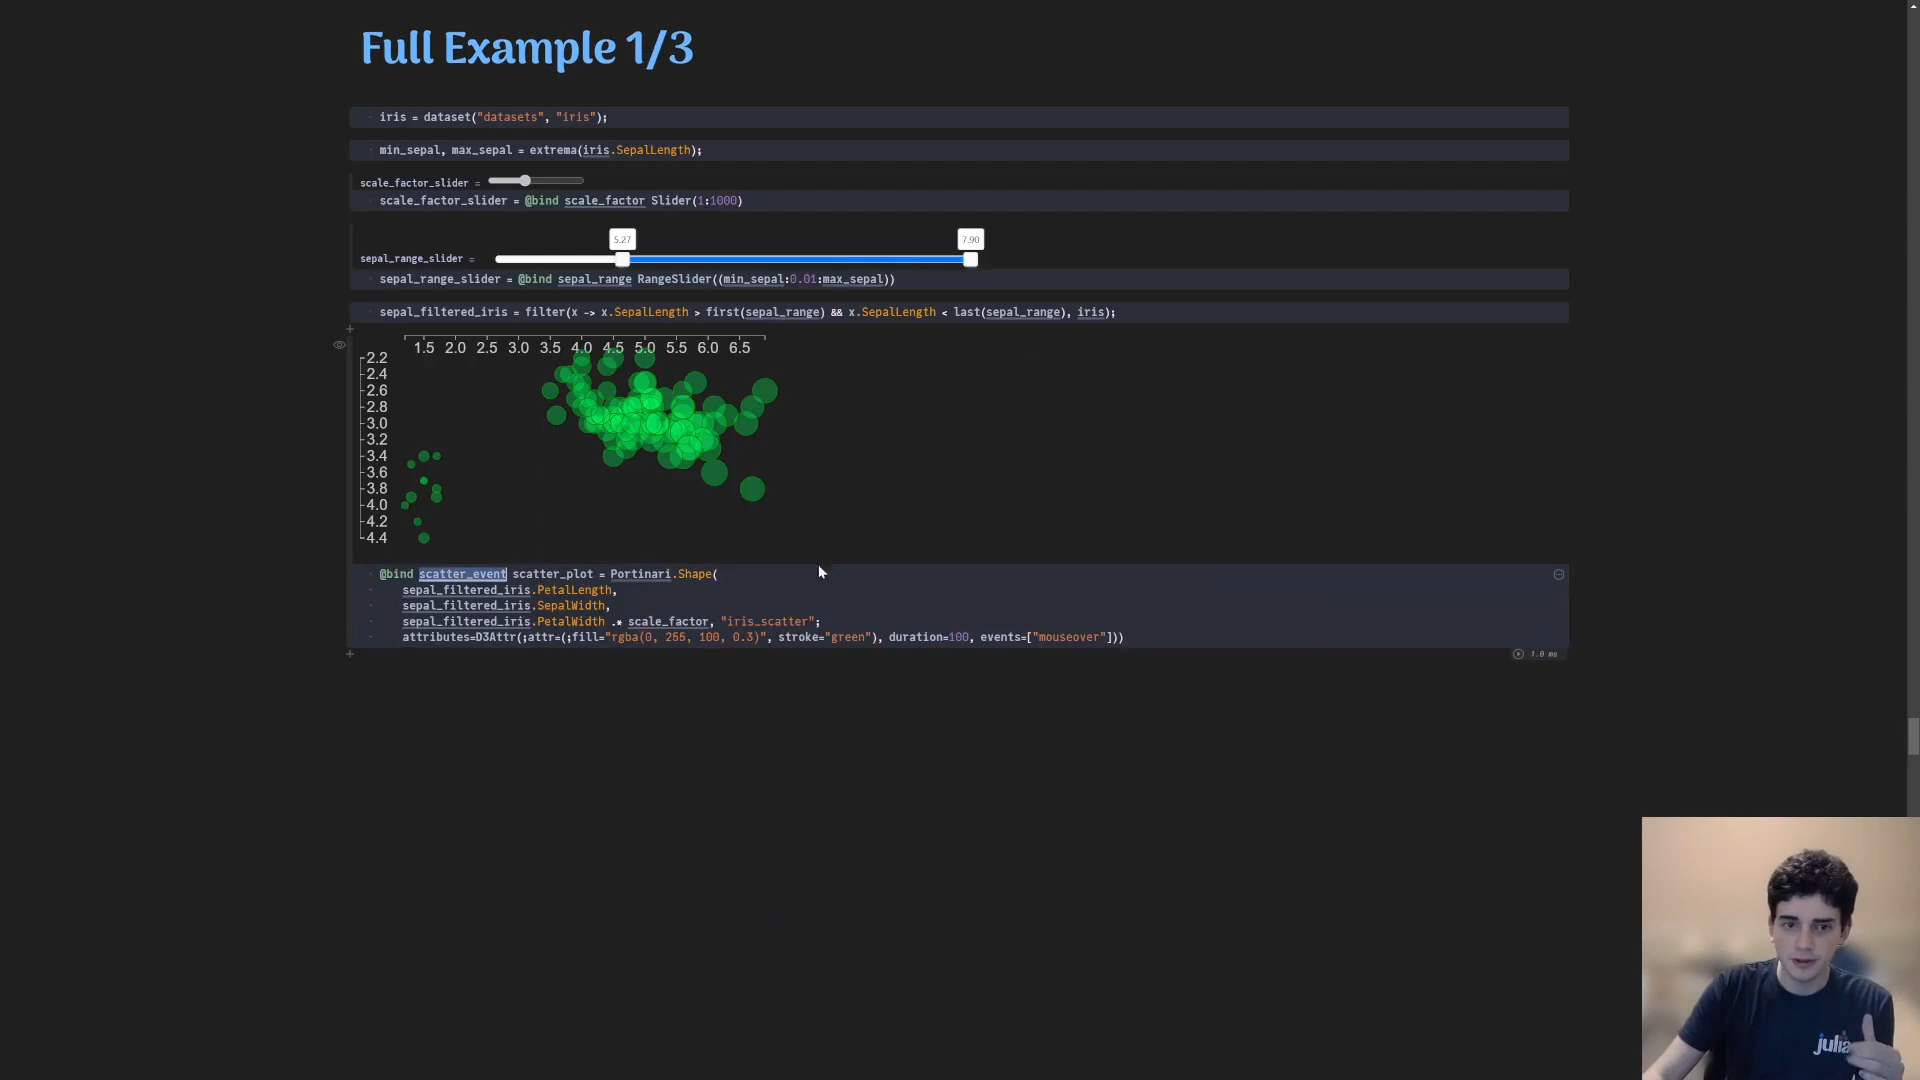 Full Example 1/3
iris = dataset("datasets", "iris");
min_sepal, max_sepal = extrema(iris.SepalLength);
scale_factor_slider =
scale_factor_slider = @bind scale_factor Slider(1:1000)
5.27 7.90
sepal_range_slider =
sepal_range_slider = @bind sepal_range RangeSlider((min_sepal:0.01:max_sepal))
sepal_filtered_iris = filter(x -> x.SepalLength > first(sepal_range) && x.SepalLength < last(sepal_range), iris);
1.5 2.0 2.5 3.0 3.5 4.0 4.5 5.0 5.5 6.0 6.5
2.2
2.4
2.6
2.8
3.0
3.2
3.4
3.6
3.8
4.0
4.2
4.4
@bind scatter_event scatter_plot = Portinari.Shape(
sepal_filtered_iris.PetalLength,
sepal_filtered_iris.SepalWidth,
sepal_filtered_iris.PetalWidth .* scale_factor, "iris_scatter";
attributes=D3Attr(;attr=(;fill="rgba(0, 255, 100, 0.3)", stroke="green"), duration=100, events=["mouseover"]))
1.0 ms
julia